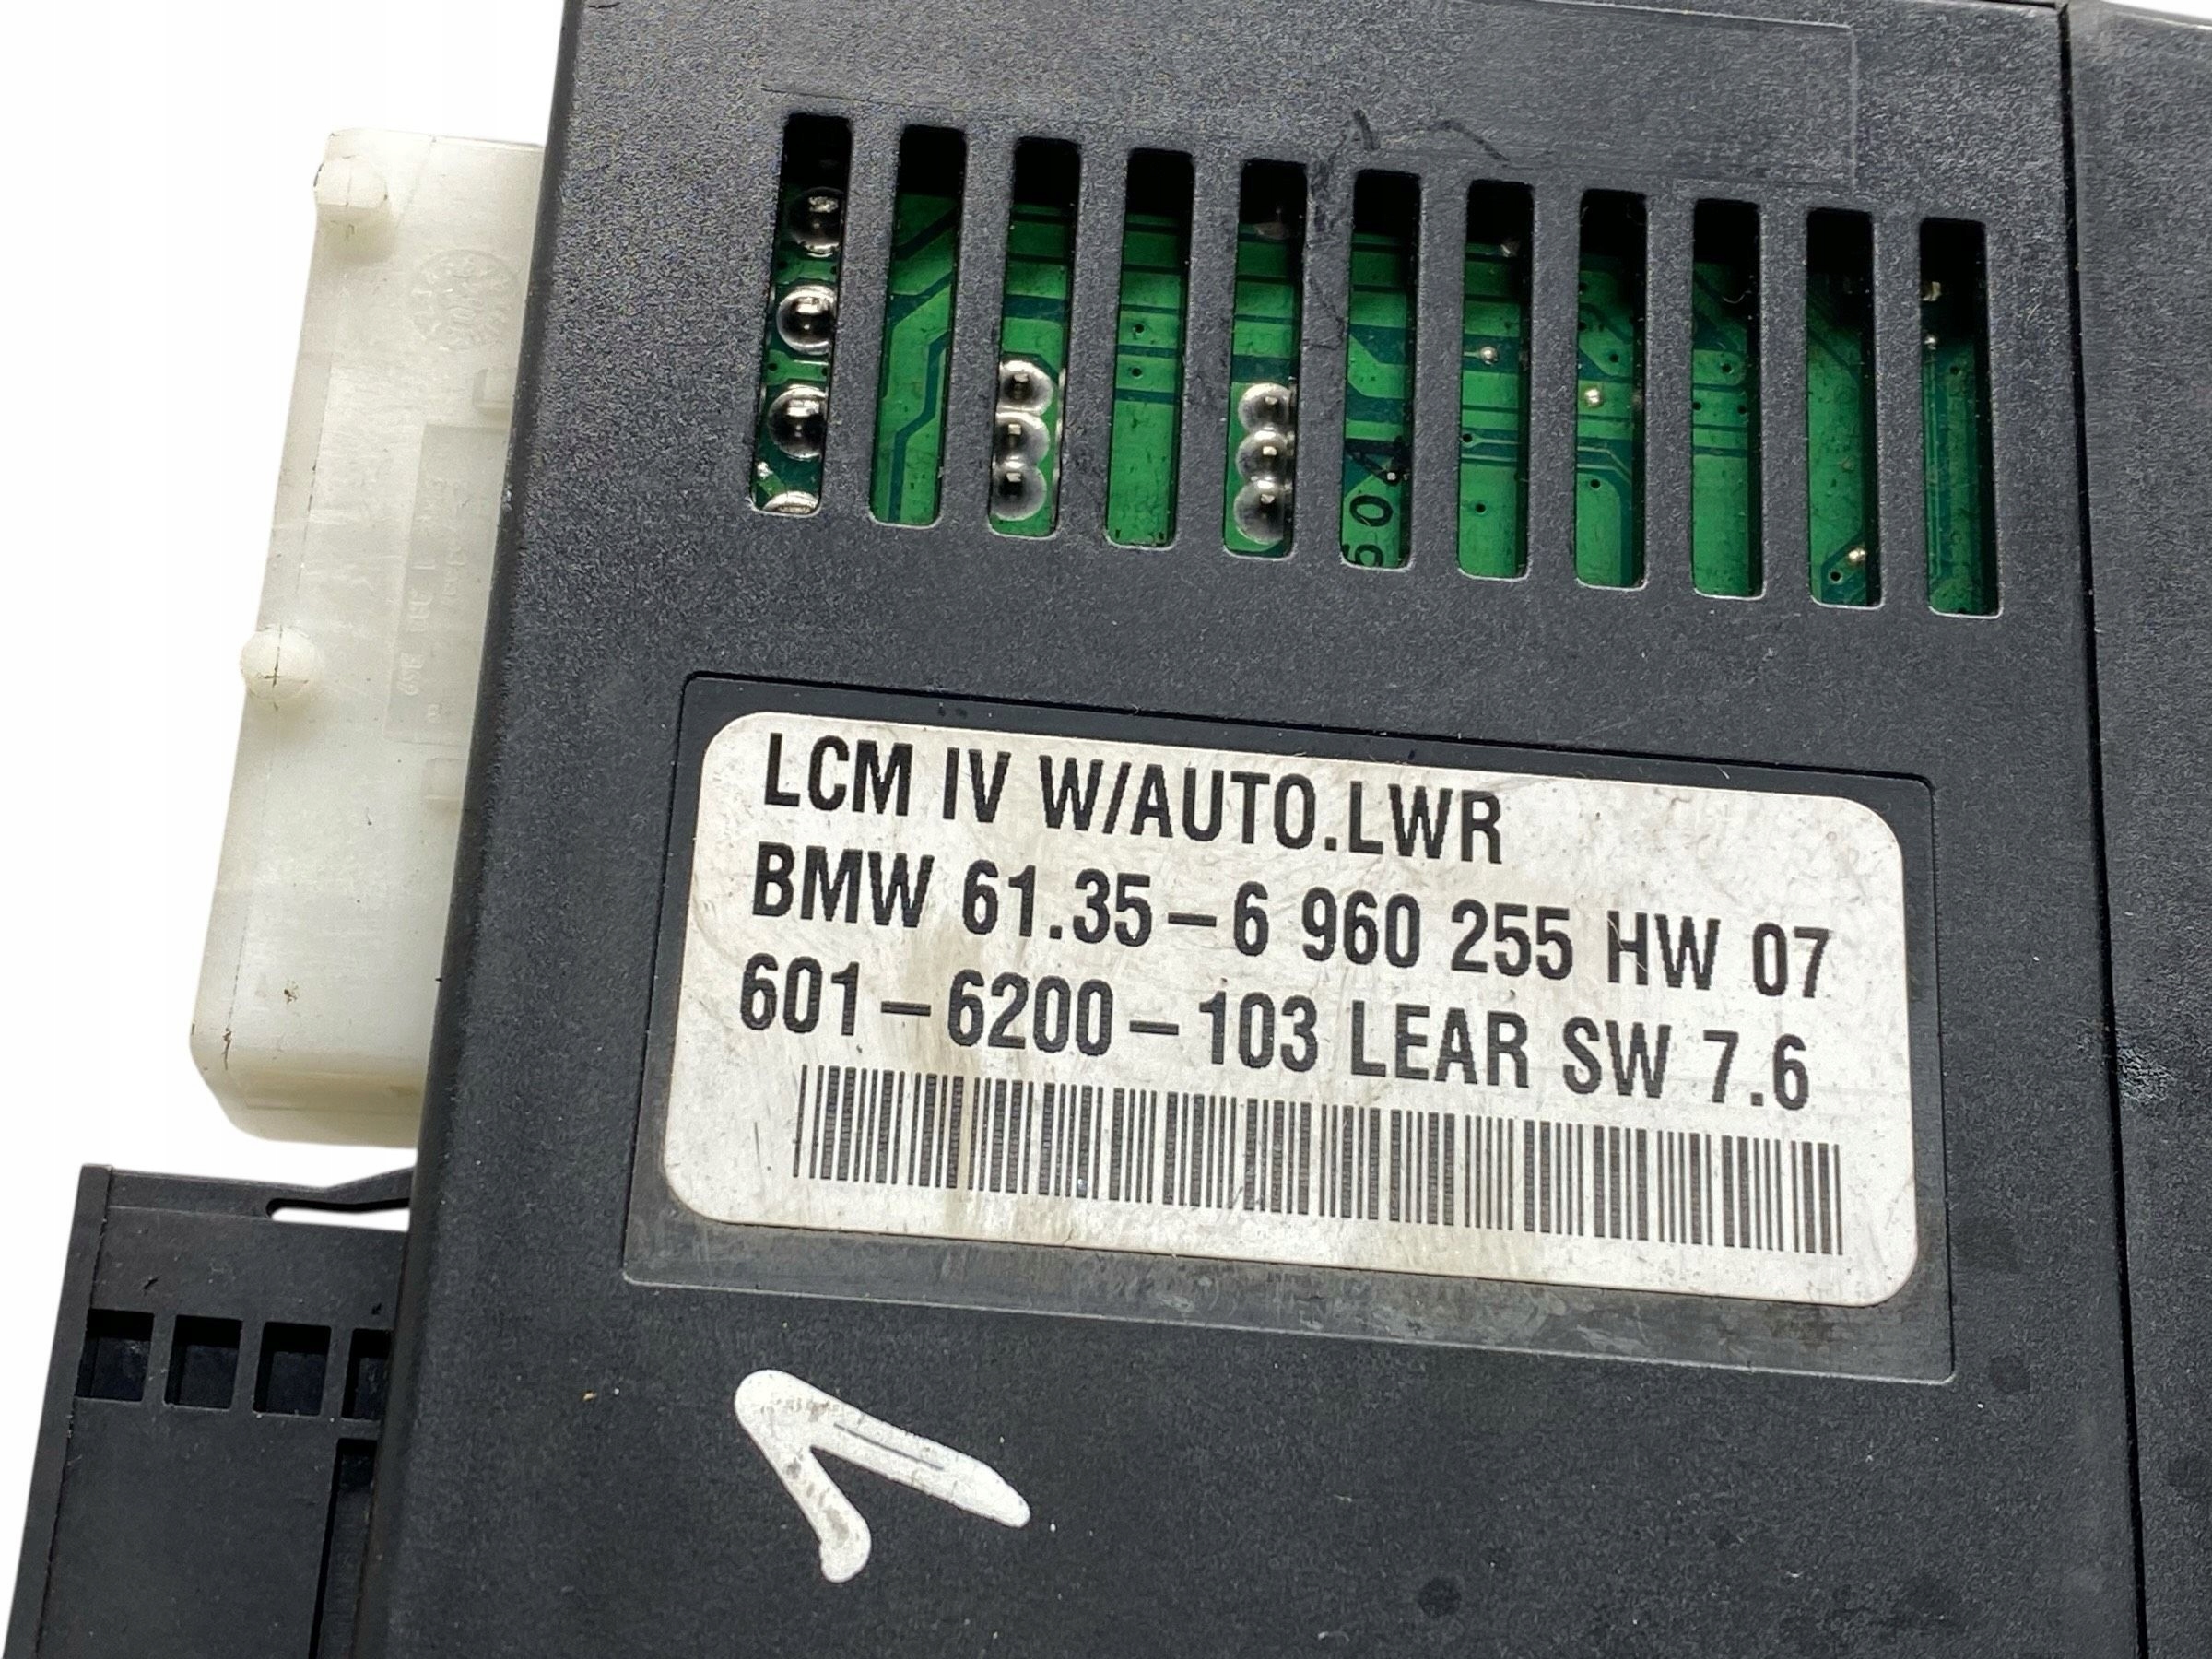 504
LCM IV W/AUTO.LWR
BMW 61.35-6 960 255 HW 07
601-6200-103 LEAR SW 7.6